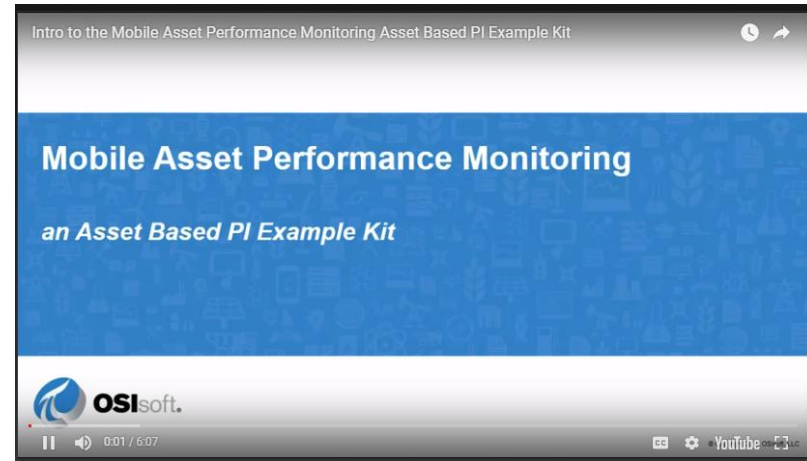 Intro to the Mobile Asset Performance Monitoring Asset Based PI Example Kit
Mobile Asset Performance Monitoring
an Asset Based PI Example Kit
OSIsoft.
0:01 / 6:07
CC
YouTube